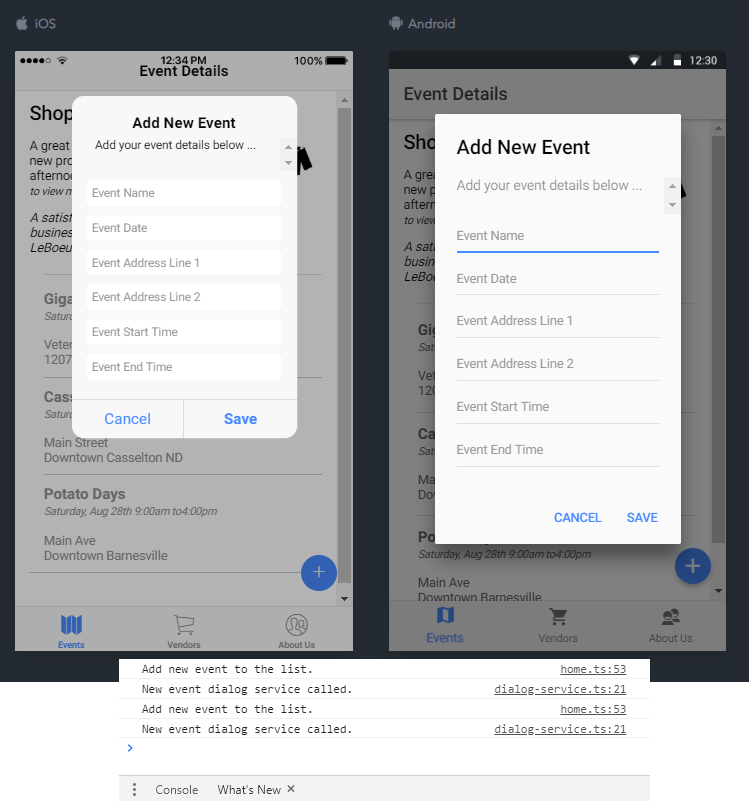 iOS
12:34 PM
100%
Event Details
Shop
A great
new pro
afternoo
to view m
A satisf
busines
LeBoeu
Add New Event
Add your event details below ...
Event Name
Event Date
Event Address Line 1
Event Address Line 2
Event Start Time
Event End Time
Cancel
Save
Giga
Saturda
Veter
1207
Cass
Saturda
Main Street
Downtown Casselton ND
Potato Days
Saturday, Aug 28th 9:00am to4:00pm
Main Ave
Downtown Barnesville
+
Events
Vendors
About Us
Android
12:30
Event Details
Sho
A grea
new p
aftern
to view
A sati
busin
LeBoe
Add New Event
Add your event details below ...
Event Name
Event Date
Event Address Line 1
Event Address Line 2
Event Start Time
Event End Time
CANCEL
SAVE
Gig
Satu
Vet
120
Ca
Satu
Ma
Do
Po
Saturday, Aug 28th 9:00am to4:00pm
Main Ave
Downtown Barnesville
+
Events
Vendors
About Us
Add new event to the list. home.ts:53
New event dialog service called. dialog-service.ts:21
Add new event to the list. home.ts:53
New event dialog service called. dialog-service.ts:21
>
Console What's New ×